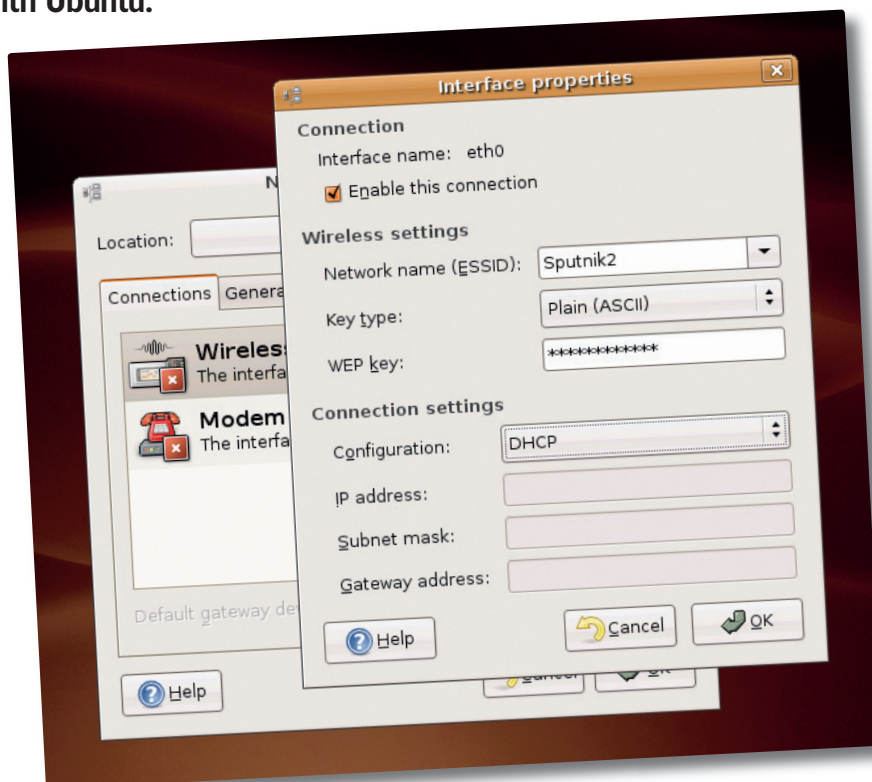 ith Ubuntu.
Interface properties
Connection
Interface name: eth0
Enable this connection
Wireless settings
Network name (ESSID): Sputnik2
Key type: Plain (ASCII)
WEP key: ************
Connection settings
Configuration: DHCP
IP address:
Subnet mask:
Gateway address:
Help Cancel OK
N
Location:
Connections Genera
Wireles
The interfa
Modem
The interfa
Default gateway de
Help Cancel OK